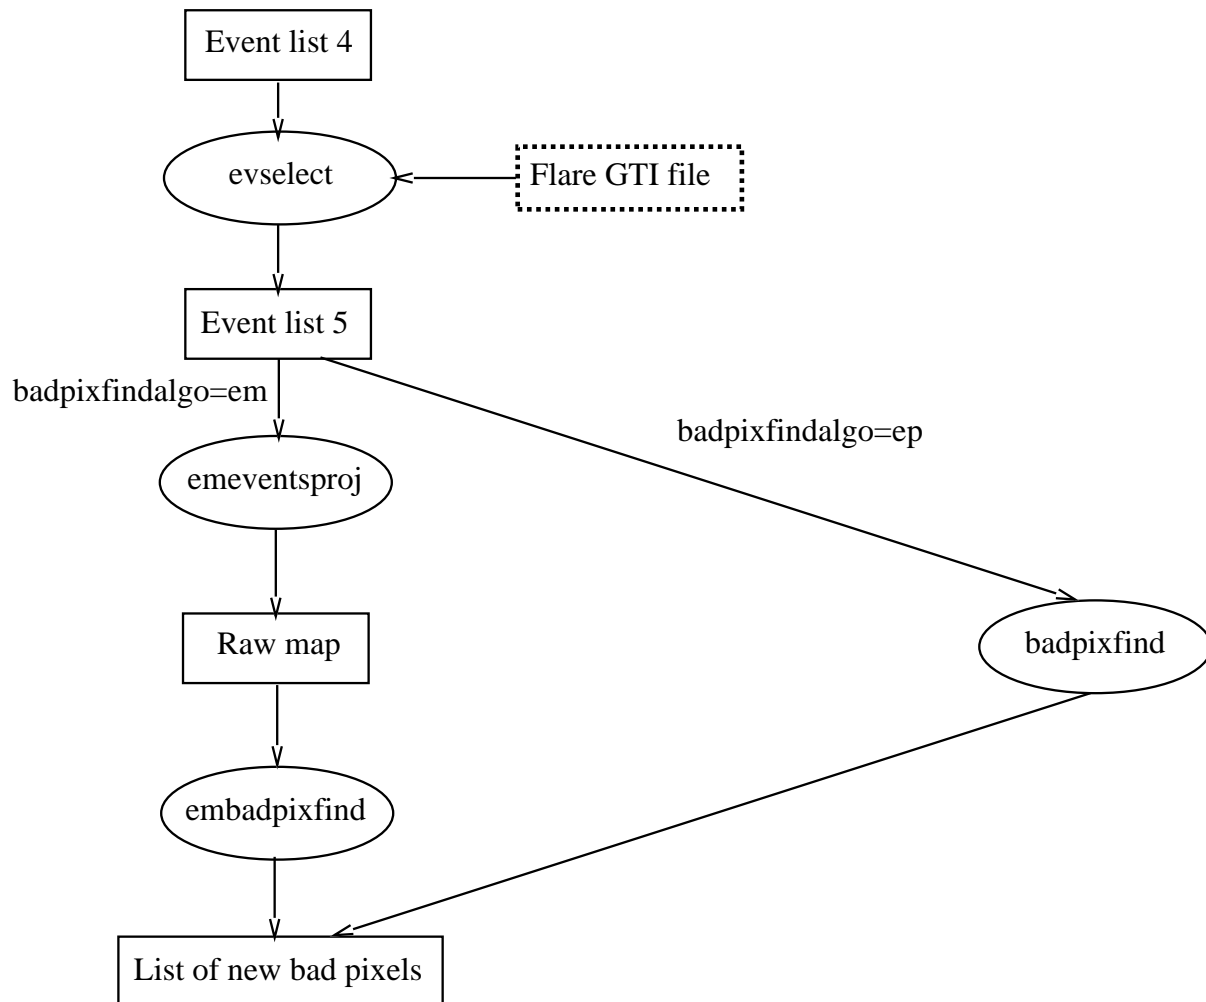 Event list 4
evselect
Flare GTI file
Event list 5
badpixfindalgo=em
badpixfindalgo=ep
emeventsproj
Raw map
badpixfind
embadpixfind
List of new bad pixels